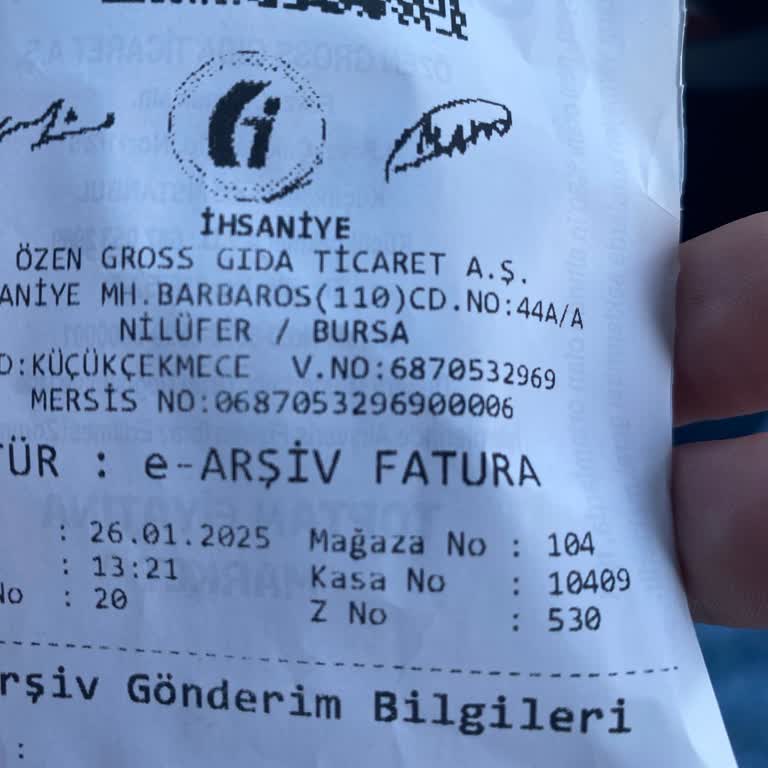 İHSANİYE
ÖZEN GROSS GIDA TİCARET A.Ş.
ANİYE MH.BARBAROS(110)CD.NO:44A/A
NİLÜFER / BURSA
D:KÜÇÜKÇEKMECE V.NO:6870532969
MERSİS NO:0687053296900006
ÜR : e-ARŞİV FATURA
: 26.01.2025 Mağaza No : 104
: 13:21 Kasa No : 10409
No : 20 Z No : 530
rşiv Gönderim Bilgileri
: